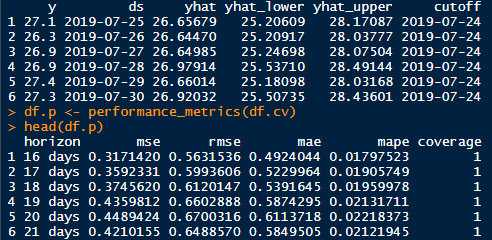 y ds yhat yhat_lower yhat_upper cutoff
1 27.1 2019-07-25 26.65679 25.20609 28.17087 2019-07-24
2 26.3 2019-07-26 26.64470 25.20917 28.03777 2019-07-24
3 26.9 2019-07-27 26.64985 25.24698 28.07504 2019-07-24
4 26.9 2019-07-28 26.97914 25.53710 28.49144 2019-07-24
5 27.4 2019-07-29 26.66014 25.18098 28.03168 2019-07-24
6 27.3 2019-07-30 26.92032 25.50735 28.43601 2019-07-24
> df.p <- performance_metrics(df.cv)
> head(df.p)
horizon mse rmse mae mape coverage
1 16 days 0.3171420 0.5631536 0.4924044 0.01797523 1
2 17 days 0.3592331 0.5993606 0.5229964 0.01905749 1
3 18 days 0.3745620 0.6120147 0.5391645 0.01959978 1
4 19 days 0.4359812 0.6602888 0.5874295 0.02131711 1
5 20 days 0.4489424 0.6700316 0.6113718 0.02218373 1
6 21 days 0.4210155 0.6488570 0.5849505 0.02121945 1